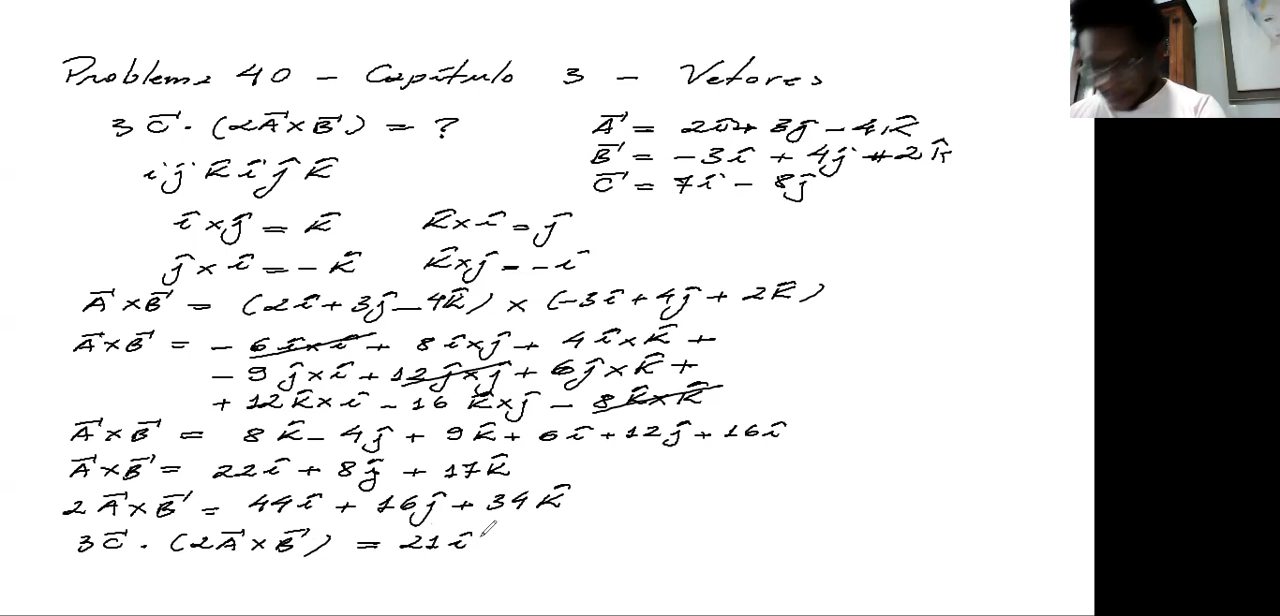 Problema 40 - Capítulo 3 - Vetores
3 C⃗ · (2A⃗ × B⃗) = ?
A⃗ = 2î + 3ĵ - 4k̂
B⃗ = -3î + 4ĵ + 2k̂
C⃗ = 7î - 8ĵ
î ĵ k̂ î ĵ k̂
î × ĵ = k̂ k̂ × î = ĵ
ĵ × î = - k̂ k̂ × ĵ = - î
A⃗ × B⃗ = (2î + 3ĵ - 4k̂) × (-3î + 4ĵ + 2k̂)
A⃗ × B⃗ = - 6 î × î + 8 î × ĵ + 4 î × k̂ +
- 9 ĵ × î + 12 ĵ × ĵ + 6 ĵ × k̂ +
+ 12 k̂ × î - 16 k̂ × ĵ - 8 k̂ × k̂
A⃗ × B⃗ = 8 k̂ - 4ĵ + 9k̂ + 6î + 12ĵ + 16î
A⃗ × B⃗ = 22î + 8ĵ + 17k̂
2 A⃗ × B⃗ = 44î + 16ĵ + 34k̂
3C⃗ · (2A⃗ × B⃗) = 21î